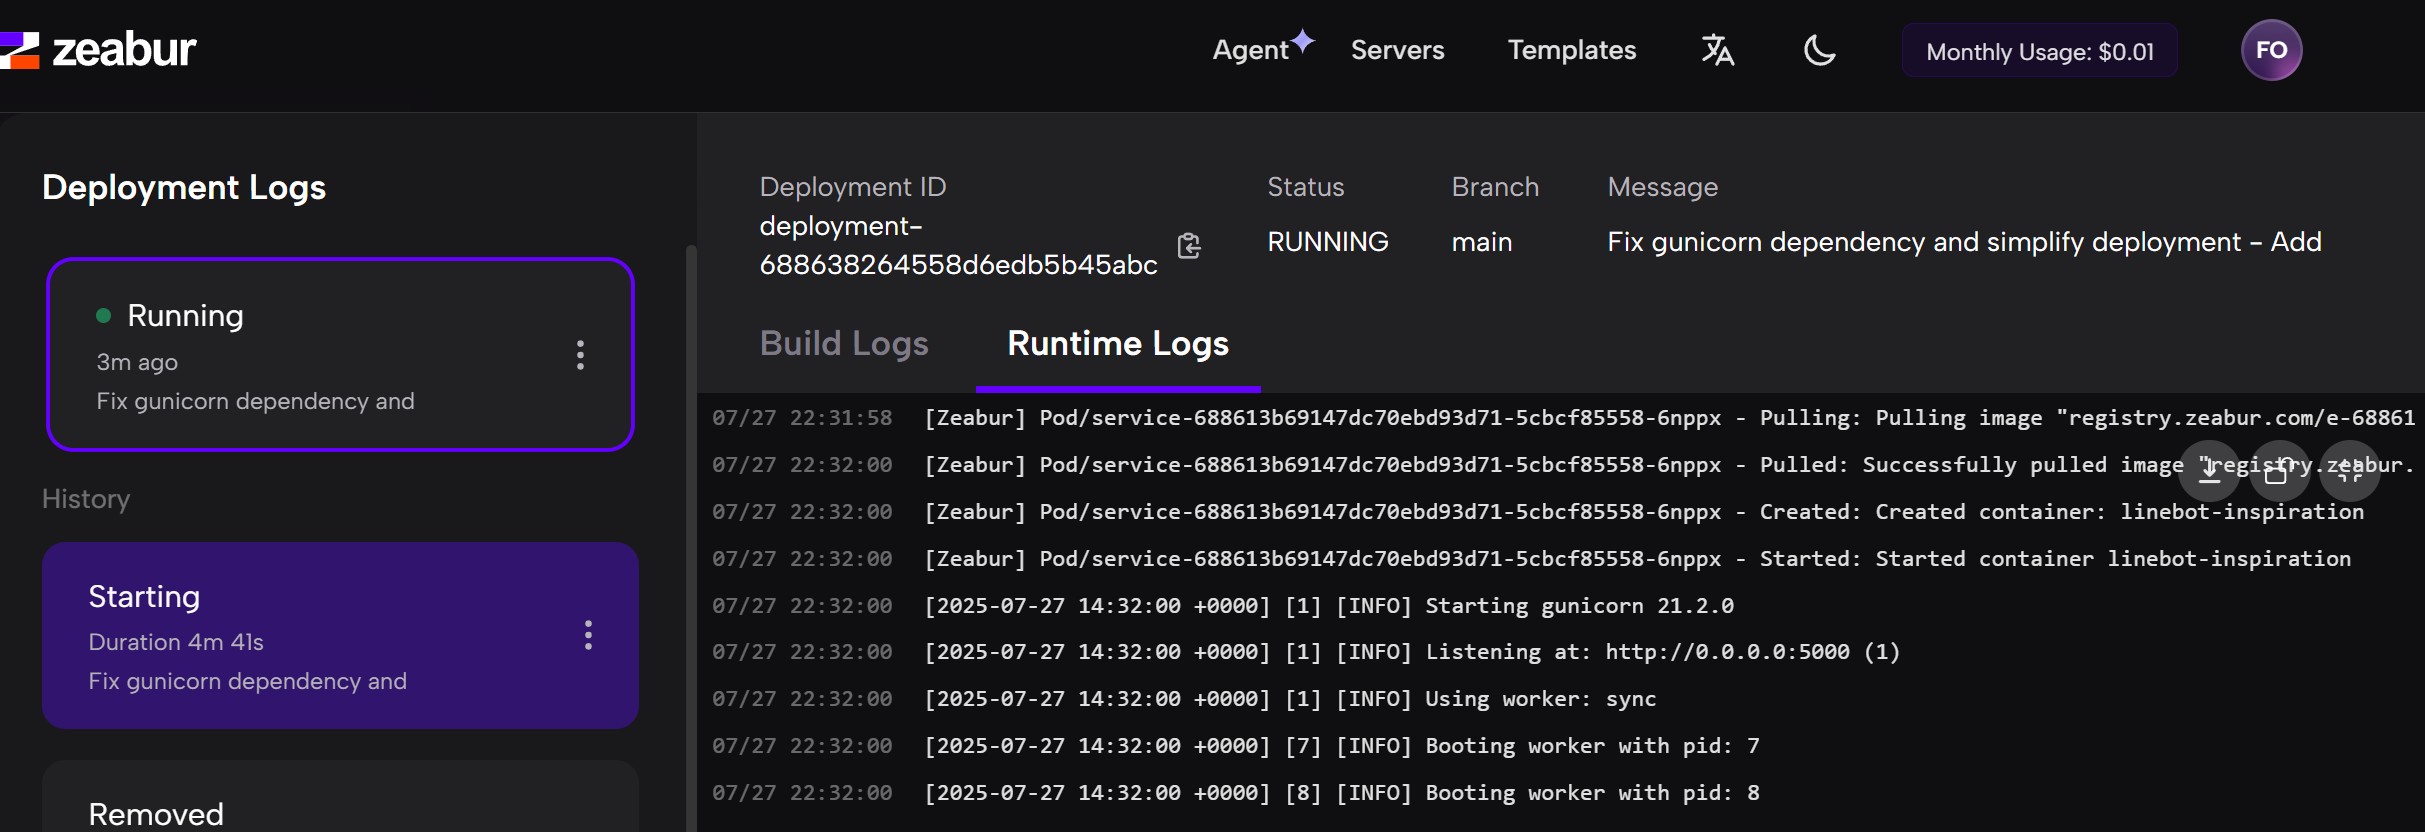 zeabur
Agent
Servers
Templates
Monthly Usage: $0.01
FO
Deployment Logs
Running
3m ago
Fix gunicorn dependency and
History
Starting
Duration 4m 41s
Fix gunicorn dependency and
Removed
Deployment ID
deployment-
688638264558d6edb5b45abc
Status
RUNNING
Branch
main
Message
Fix gunicorn dependency and simplify deployment - Add
Build Logs
Runtime Logs
07/27 22:31:58 [Zeabur] Pod/service-688613b69147dc70ebd93d71-5cbcf85558-6nppx - Pulling: Pulling image "registry.zeabur.com/e-68861
07/27 22:32:00 [Zeabur] Pod/service-688613b69147dc70ebd93d71-5cbcf85558-6nppx - Pulled: Successfully pulled image "registry.zeabur.
07/27 22:32:00 [Zeabur] Pod/service-688613b69147dc70ebd93d71-5cbcf85558-6nppx - Created: Created container: linebot-inspiration
07/27 22:32:00 [Zeabur] Pod/service-688613b69147dc70ebd93d71-5cbcf85558-6nppx - Started: Started container linebot-inspiration
07/27 22:32:00 [2025-07-27 14:32:00 +0000] [1] [INFO] Starting gunicorn 21.2.0
07/27 22:32:00 [2025-07-27 14:32:00 +0000] [1] [INFO] Listening at: http://0.0.0.0:5000 (1)
07/27 22:32:00 [2025-07-27 14:32:00 +0000] [1] [INFO] Using worker: sync
07/27 22:32:00 [2025-07-27 14:32:00 +0000] [7] [INFO] Booting worker with pid: 7
07/27 22:32:00 [2025-07-27 14:32:00 +0000] [8] [INFO] Booting worker with pid: 8